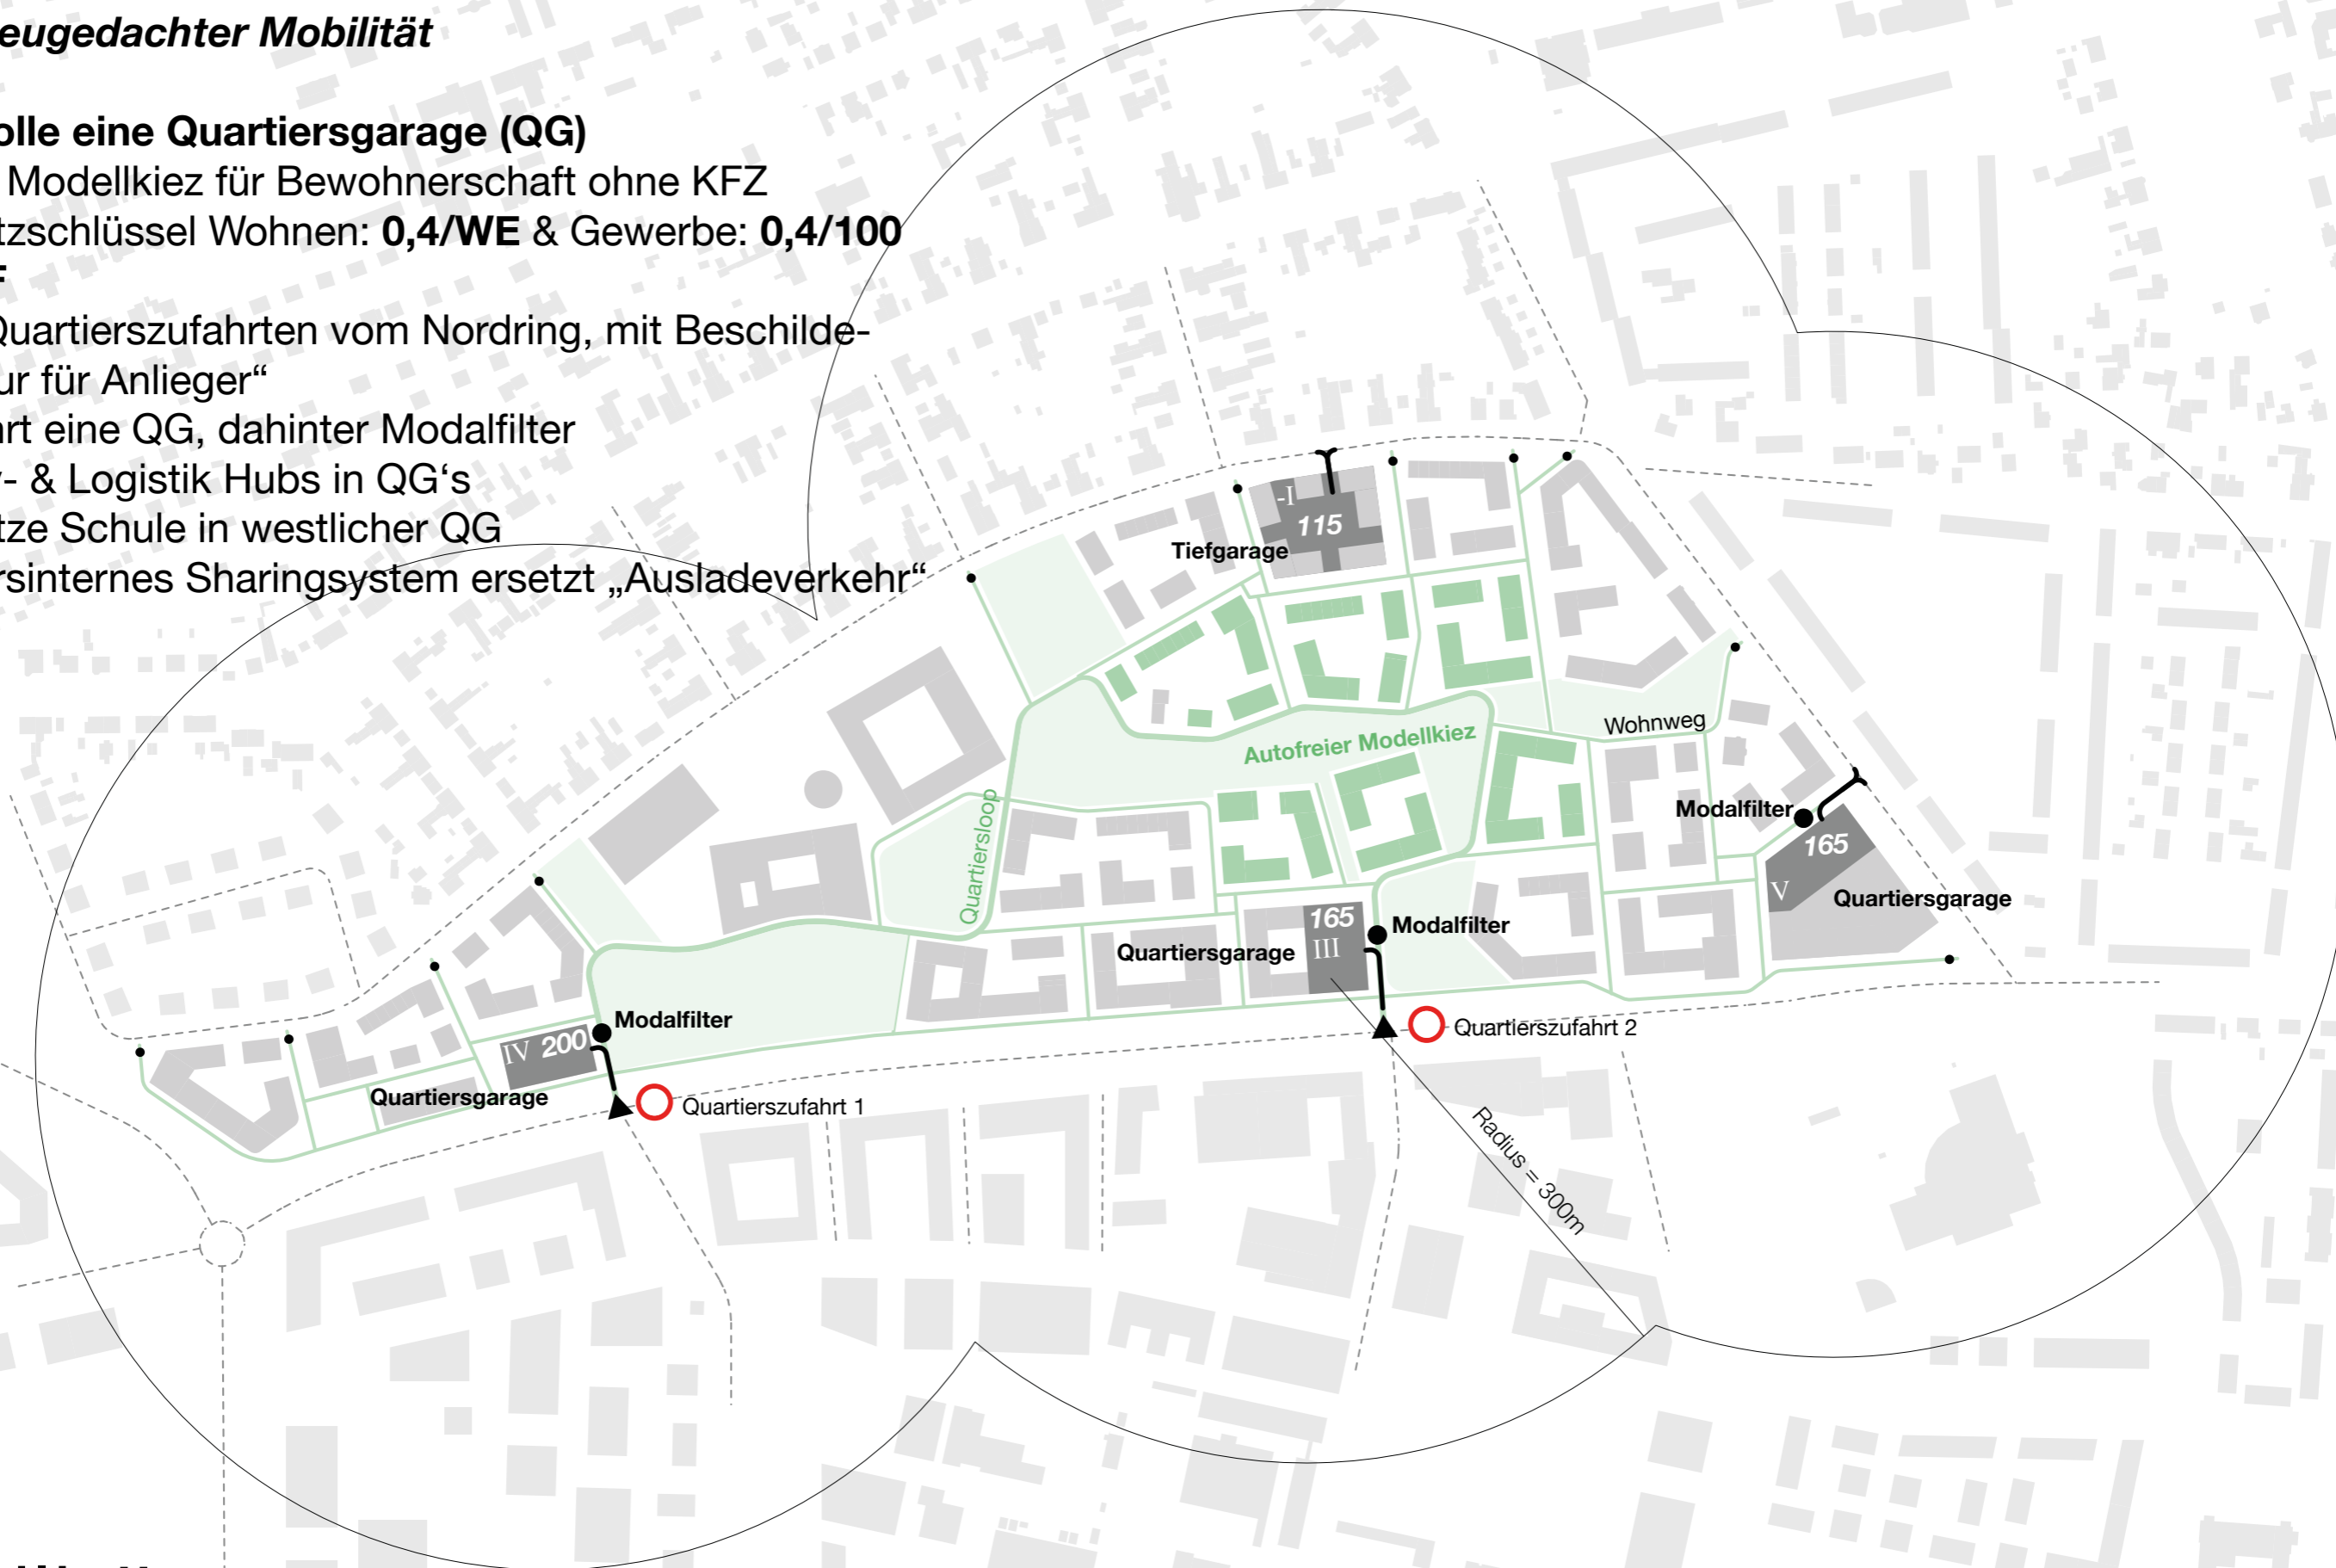 eugedachter Mobilität
olle eine Quartiersgarage (QG)
Modellkiez für Bewohnerschaft ohne KFZ
tzschlüssel Wohnen: 0,4/WE & Gewerbe: 0,4/100
F
Quartierszufahrten vom Nordring, mit Beschilde-
ur für Anlieger“
hrt eine QG, dahinter Modalfilter
- & Logistik Hubs in QG‘s
tze Schule in westlicher QG
rsinternes Sharingsystem ersetzt „Ausladeverkehr“
-I
115
Tiefgarage
Wohnweg
Autofreier Modellkiez
Quartiersloop
Modalfilter
165
V
Quartiersgarage
165
III
Modalfilter
Quartiersgarage
Quartierszufahrt 2
Modalfilter
IV 200
Quartiersgarage
Quartierszufahrt 1
Radius = 300m